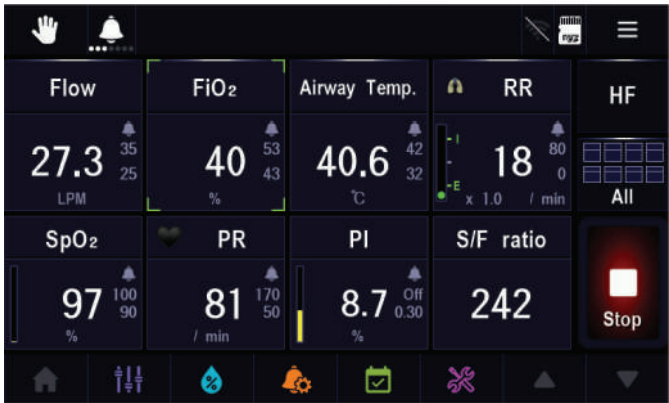 Flow
FiO2
Airway Temp.
RR
HF
27.3
35
25
LPM
40
53
43
%
40.6
42
32
°C
I
E
18
80
0
x 1.0 / min
All
SpO2
PR
PI
S/F ratio
97
100
90
%
81
170
50
/ min
8.7
Off
0.30
%
242
Stop